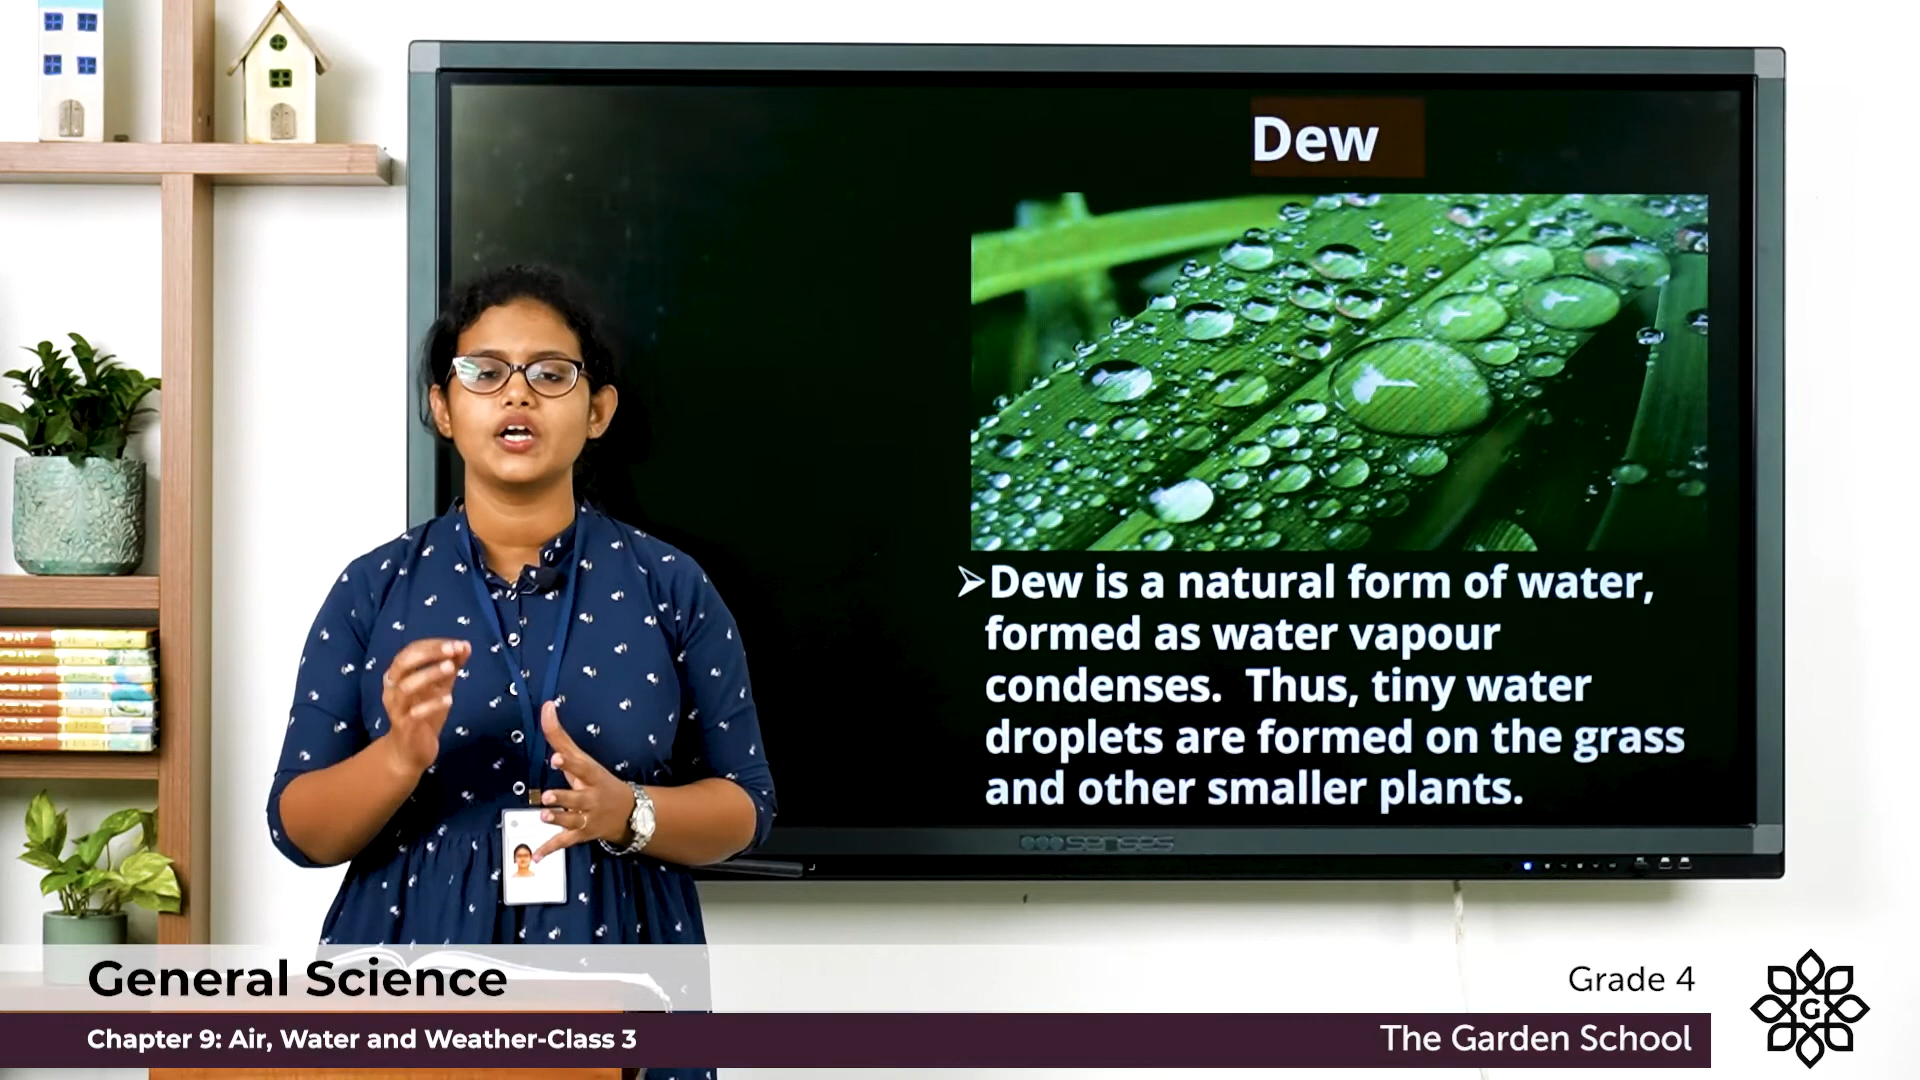 Dew
➢Dew is a natural form of water,
formed as water vapour
condenses. Thus, tiny water
droplets are formed on the grass
and other smaller plants.
senses
General Science
Grade 4
Chapter 9: Air, Water and Weather-Class 3
The Garden School
G